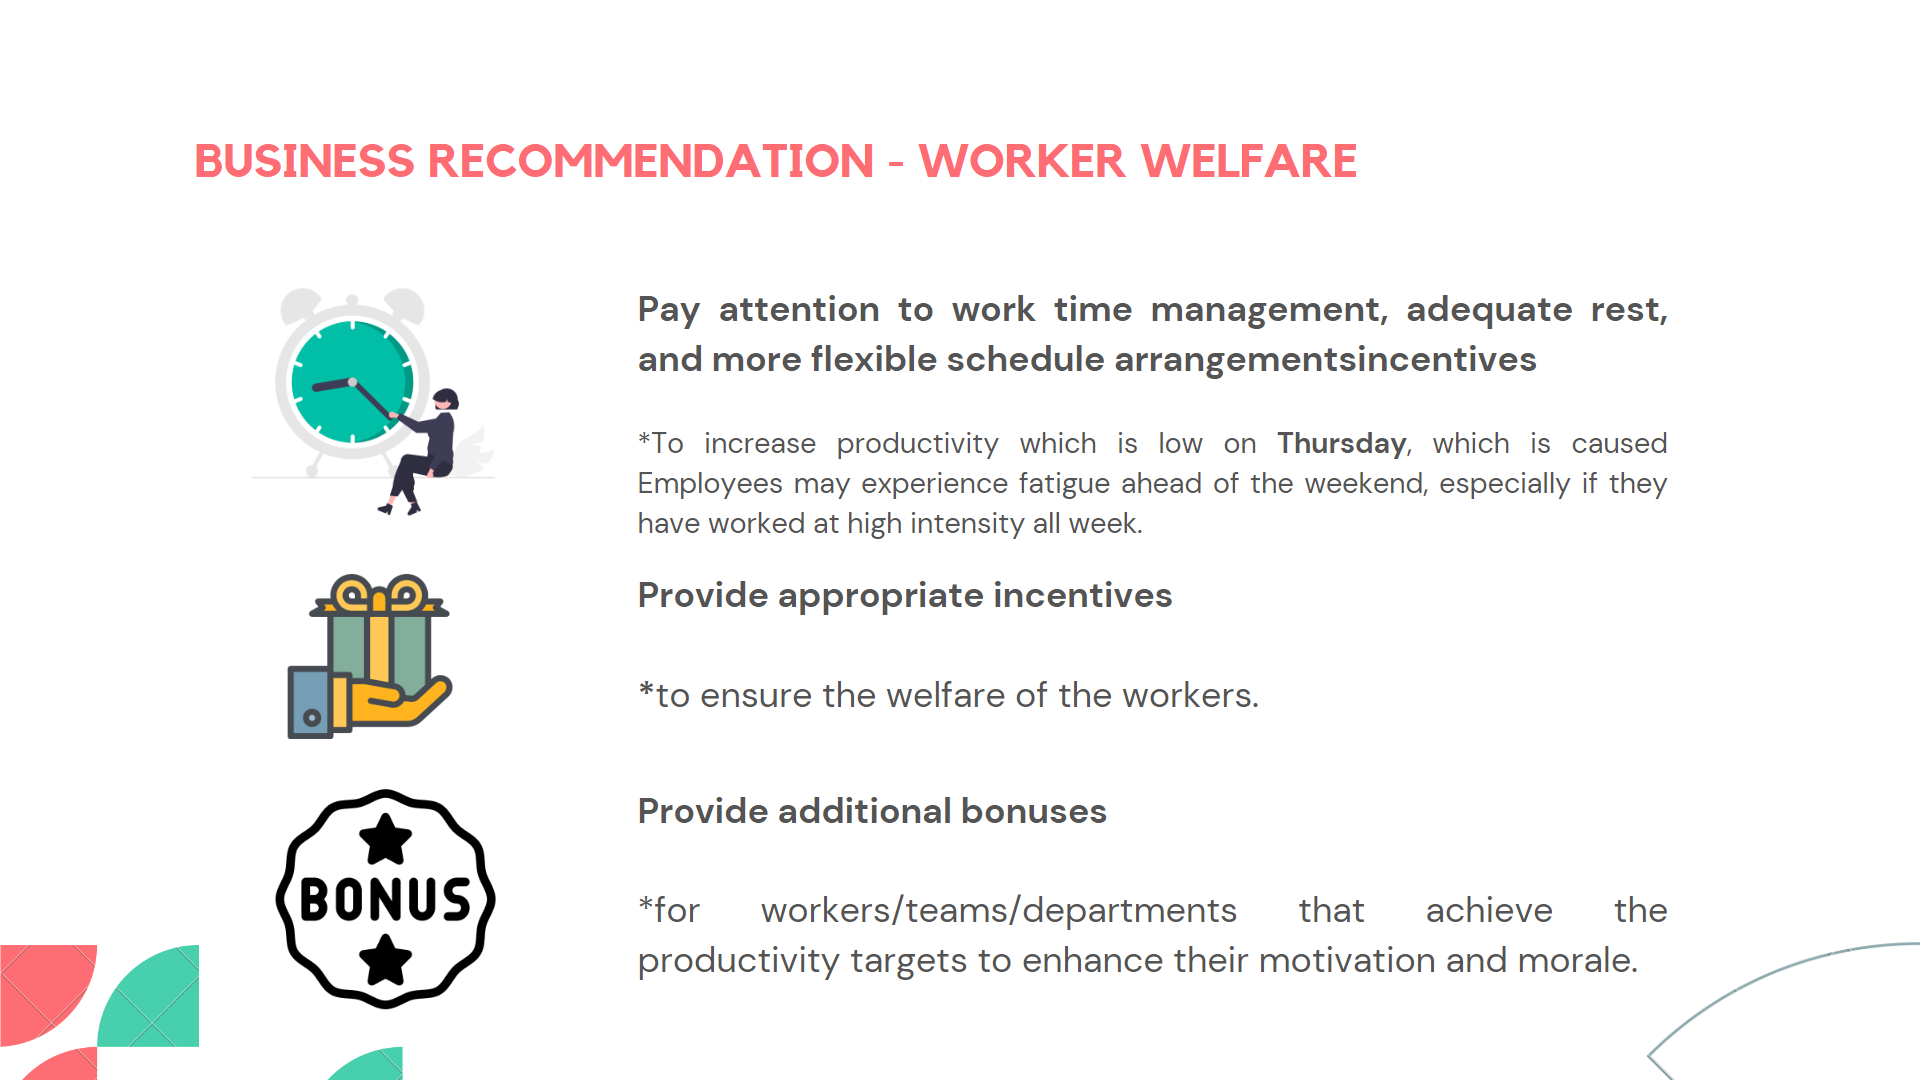 BUSINESS RECOMMENDATION - WORKER WELFARE
Pay attention to work time management, adequate rest,
and more flexible schedule arrangementsincentives
*To increase productivity which is low on Thursday, which is caused
Employees may experience fatigue ahead of the weekend, especially if they
have worked at high intensity all week.
Provide appropriate incentives
*to ensure the welfare of the workers.
Provide additional bonuses
BONUS
*for workers/teams/departments that achieve the
productivity targets to enhance their motivation and morale.